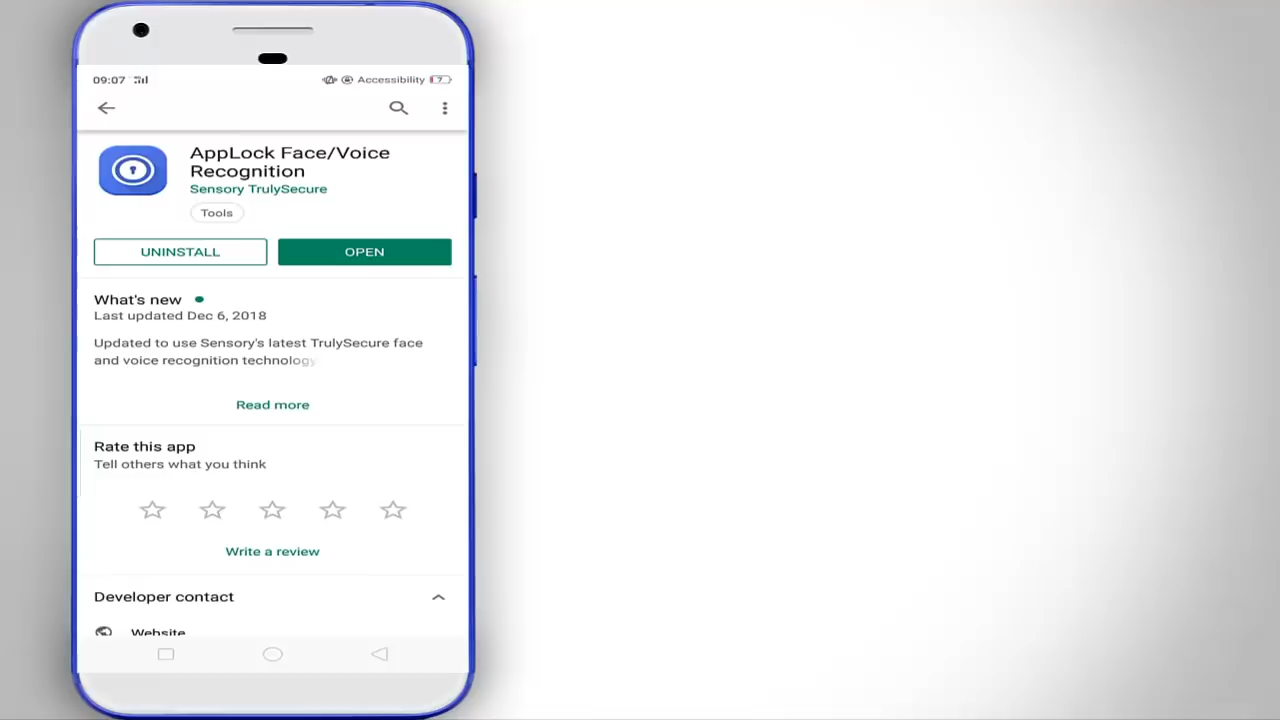 09:07 Accessibility 7
AppLock Face/Voice
Recognition
Sensory TrulySecure
Tools
UNINSTALL OPEN
What's new
Last updated Dec 6, 2018
Updated to use Sensory's latest TrulySecure face
and voice recognition technology
Read more
Rate this app
Tell others what you think
Write a review
Developer contact
Website